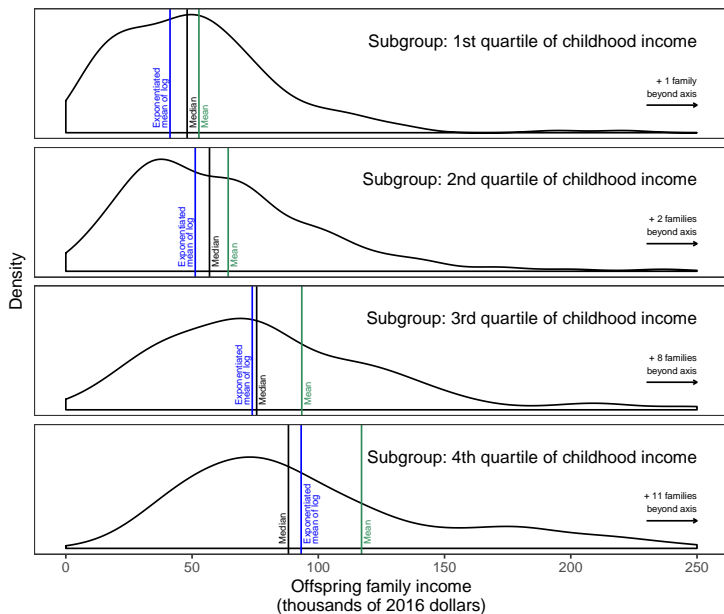 Subgroup: 1st quartile of childhood income
+ 1 family
beyond axis
Exponentiated
mean of log
Median
Mean
Subgroup: 2nd quartile of childhood income
+ 2 families
beyond axis
Exponentiated
mean of log
Median
Mean
Density
Subgroup: 3rd quartile of childhood income
+ 8 families
beyond axis
Exponentiated
mean of log
Median
Mean
Subgroup: 4th quartile of childhood income
+ 11 families
beyond axis
Median
Exponentiated
mean of log
Mean
0 50 100 150 200 250
Offspring family income
(thousands of 2016 dollars)